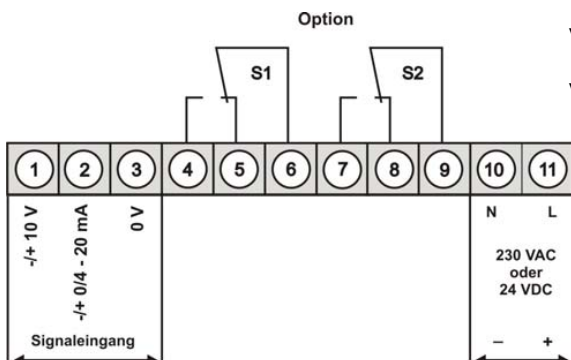 Option
S1
S2
1 2 3 4 5 6 7 8 9 10 11
-/+ 10 V
-/+ 0/4 - 20 mA
0 V
N L
230 VAC
oder
24 VDC
Signaleingang
– +